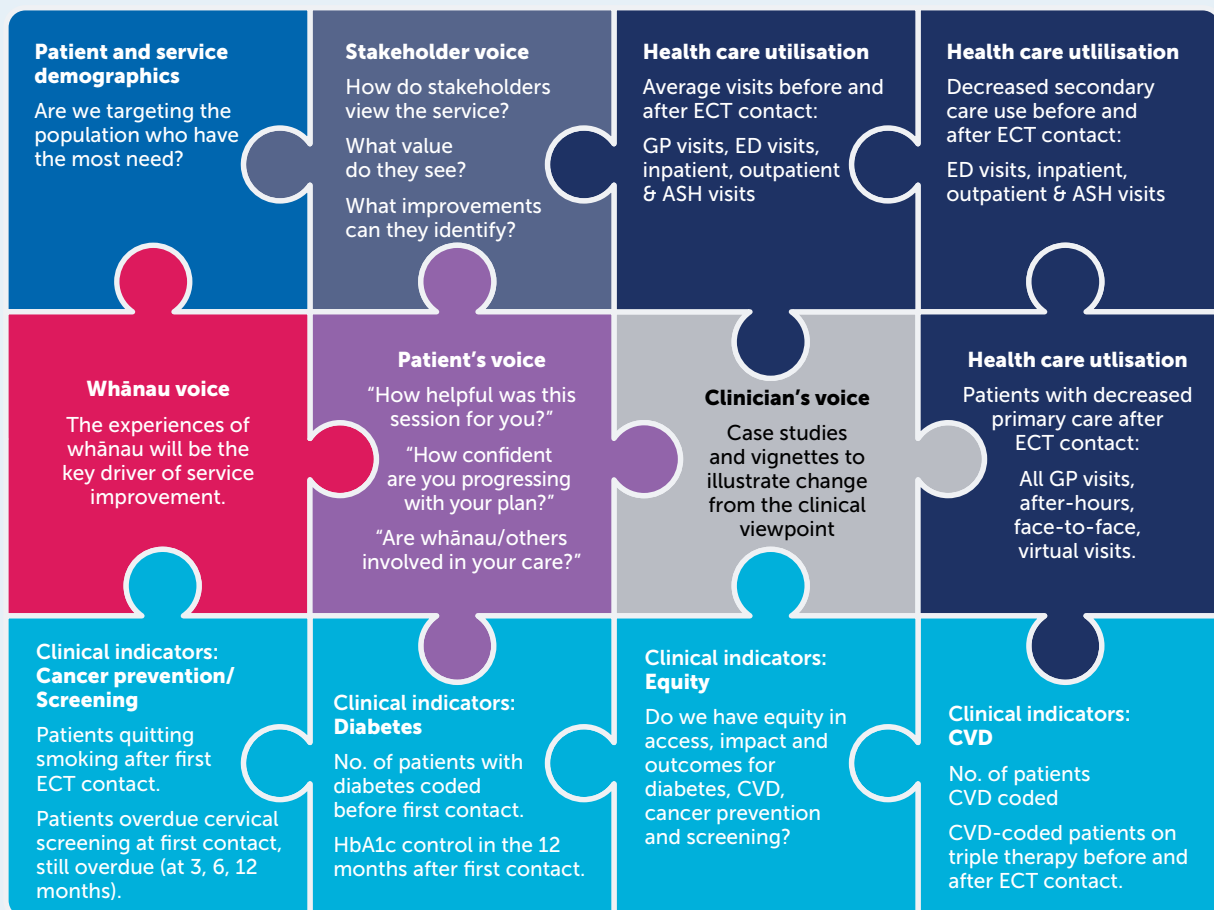 Patient and service
demographics
Are we targeting the
population who have
the most need?
Stakeholder voice
How do stakeholders
view the service?
What value
do they see?
What improvements
can they identify?
Health care utilisation
Average visits before and
after ECT contact:
GP visits, ED visits,
inpatient, outpatient
& ASH visits
Health care utlilisation
Decreased secondary
care use before and
after ECT contact:
ED visits, inpatient,
outpatient & ASH visits
Whānau voice
The experiences of
whānau will be the
key driver of service
improvement.
Patient’s voice
“How helpful was this
session for you?”
“How confident
are you progressing
with your plan?”
“Are whānau/others
involved in your care?”
Clinician’s voice
Case studies
and vignettes to
illustrate change
from the clinical
viewpoint
Health care utlisation
Patients with decreased
primary care after
ECT contact:
All GP visits,
after-hours,
face-to-face,
virtual visits.
Clinical indicators:
Cancer prevention/
Screening
Patients quitting
smoking after first
ECT contact.
Patients overdue cervical
screening at first contact,
still overdue (at 3, 6, 12
months).
Clinical indicators:
Diabetes
No. of patients with
diabetes coded
before first contact.
HbA1c control in the 12
months after first contact.
Clinical indicators:
Equity
Do we have equity in
access, impact and
outcomes for
diabetes, CVD,
cancer prevention
and screening?
Clinical indicators:
CVD
No. of patients
CVD coded
CVD-coded patients on
triple therapy before and
after ECT contact.